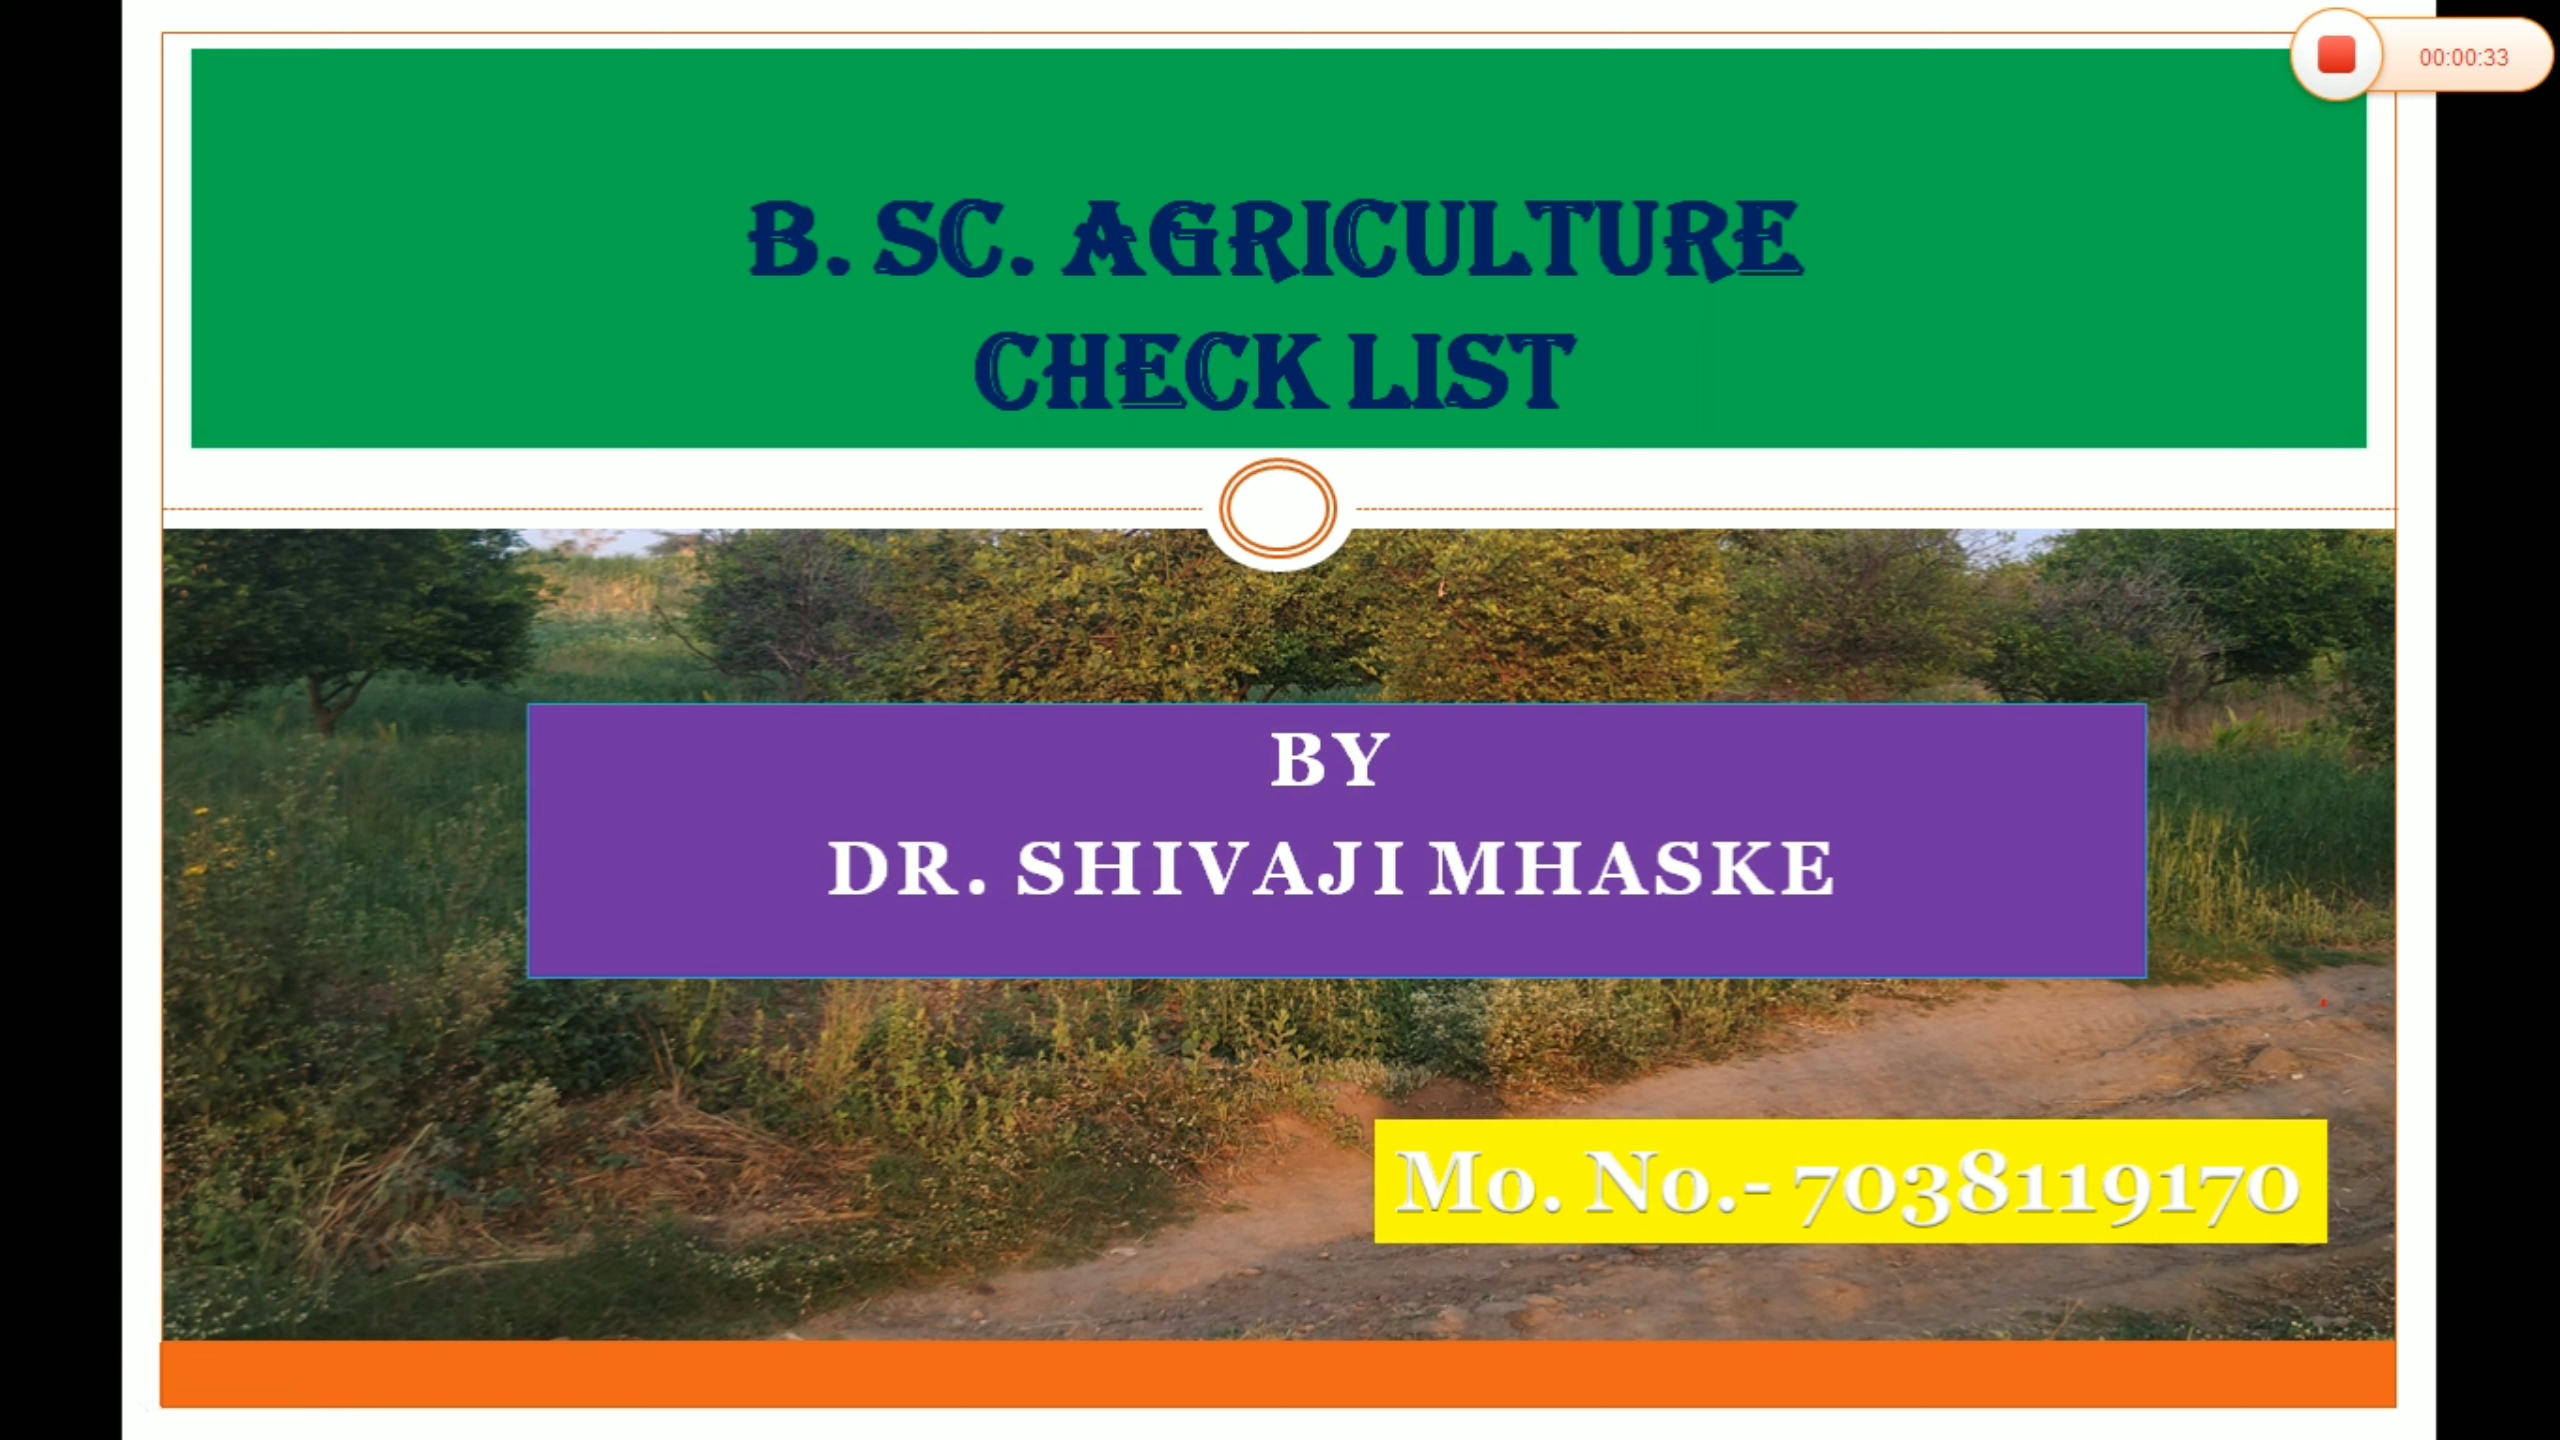 00:00:33
B. SC. AGRICULTURE
CHECK LIST
BY
DR. SHIVAJI MHASKE
Mo. No.- 7038119170